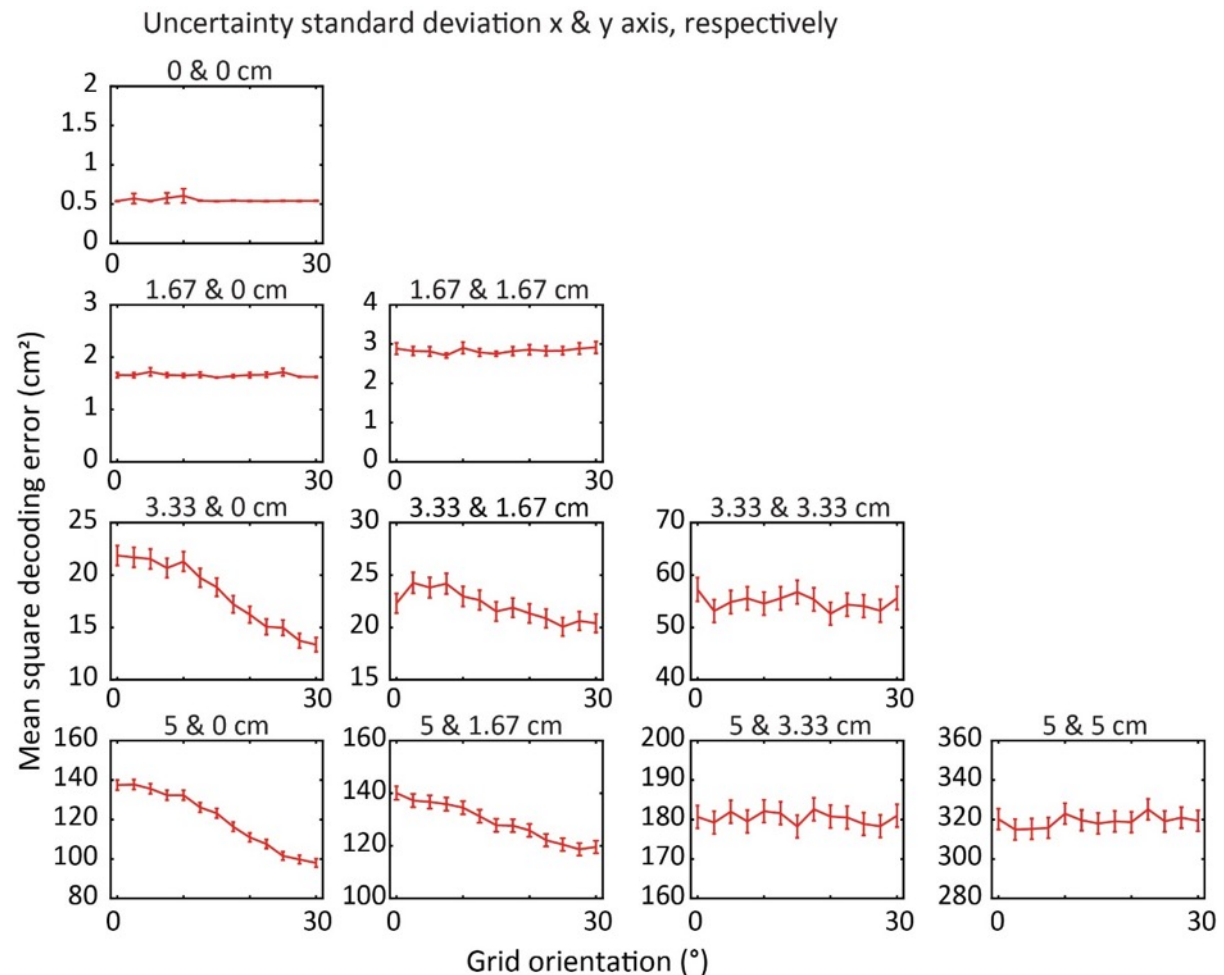 Uncertainty standard deviation x & y axis, respectively
0 & 0 cm
2
1.5
1
0.5
0
0 30
1.67 & 0 cm 1.67 & 1.67 cm
3 4
2 3
1 2
0 1
0
0 30 0 30
3.33 & 0 cm 3.33 & 1.67 cm 3.33 & 3.33 cm
25 30 70
20 25 60
15 20 50
10 15 40
0 30 0 30 0 30
5 & 0 cm 5 & 1.67 cm 5 & 3.33 cm 5 & 5 cm
160 160 200 360
140 140 190 340
120 120 180 320
100 100 170 300
80 160 280
0 30 0 30 0 30 0 30
Mean square decoding error (cm²)
Grid orientation (°)